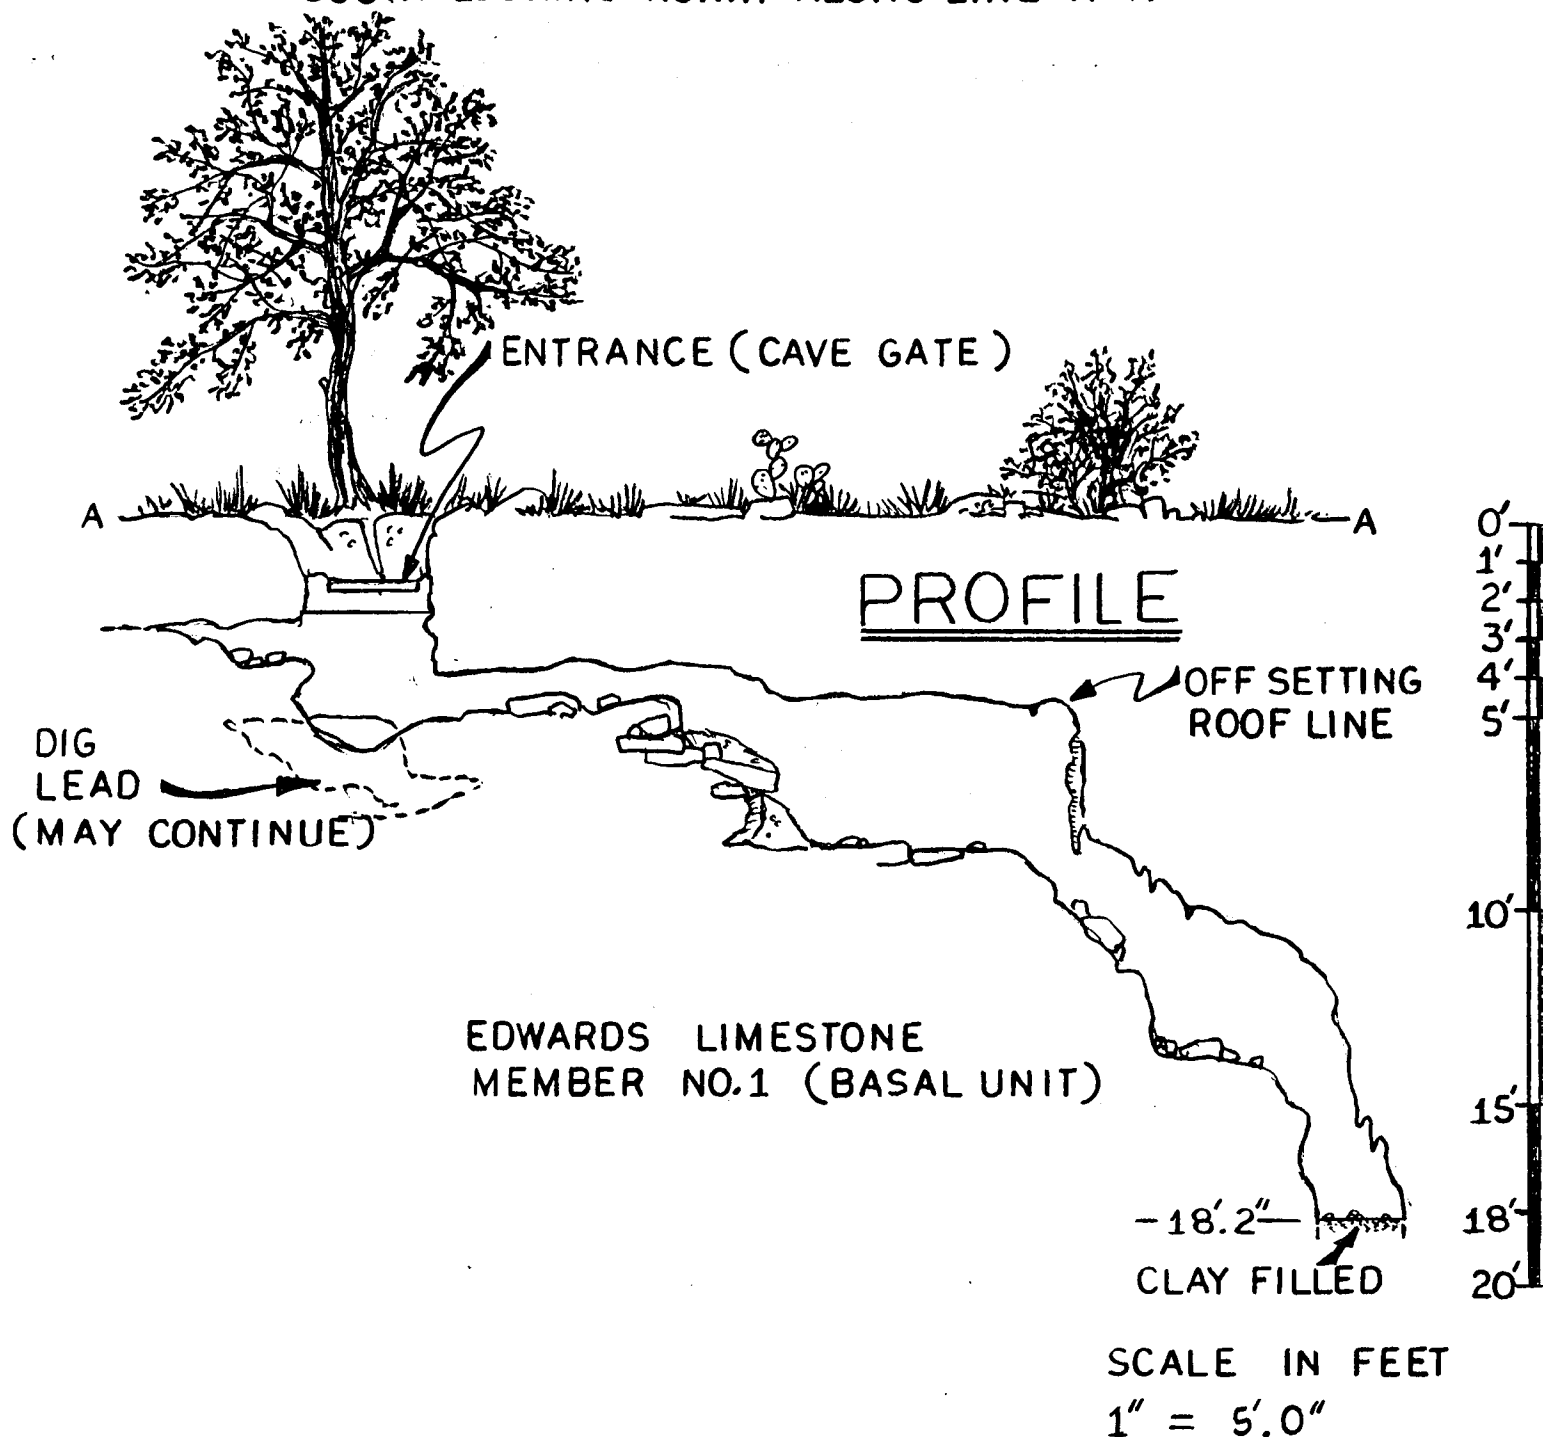 ENTRANCE (CAVE GATE)
A
A
PROFILE
0'
1'
2'
3'
4'
5'
10'
15'
18'
20'
OFF SETTING
ROOF LINE
DIG
LEAD
(MAY CONTINUE)
EDWARDS LIMESTONE
MEMBER NO.1 (BASAL UNIT)
-18'.2"
CLAY FILLED
SCALE IN FEET
1" = 5'.0"